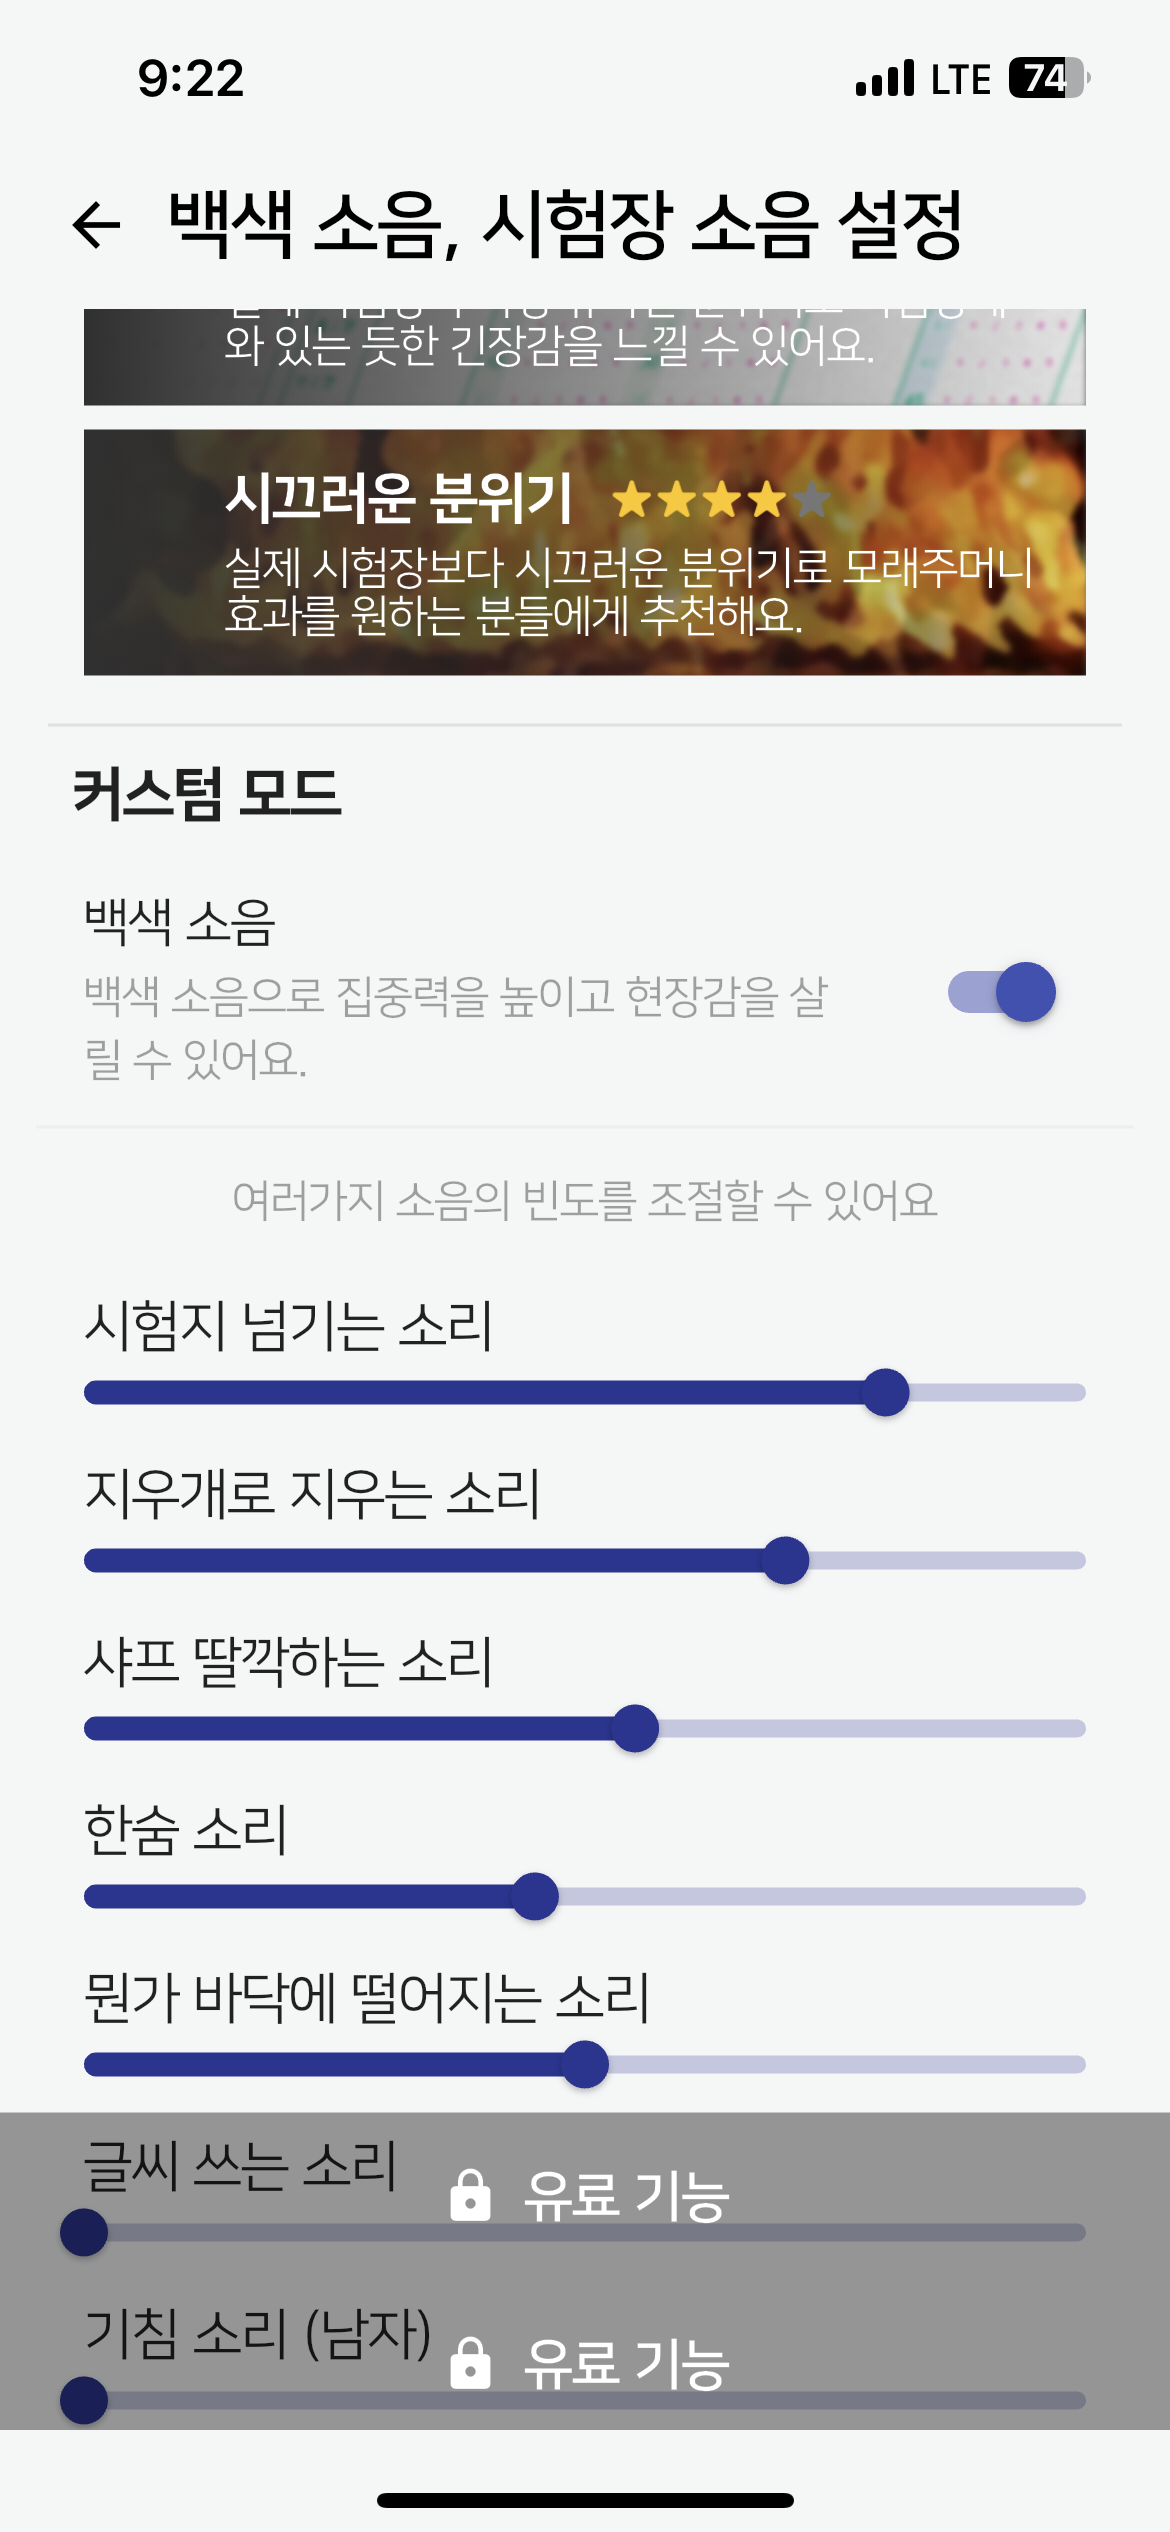 9:22
LTE 74
백색 소음, 시험장 소음 설정
와 있는 듯한 긴장감을 느낄 수 있어요.
시끄러운 분위기
실제 시험장보다 시끄러운 분위기로 모래주머니
효과를 원하는 분들에게 추천해요.
커스텀 모드
백색 소음
백색 소음으로 집중력을 높이고 현장감을 살
릴 수 있어요.
여러가지 소음의 빈도를 조절할 수 있어요
시험지 넘기는 소리
지우개로 지우는 소리
샤프 딸깍하는 소리
한숨 소리
뭔가 바닥에 떨어지는 소리
글씨 쓰는 소리
유료 기능
기침 소리 (남자)
유료 기능